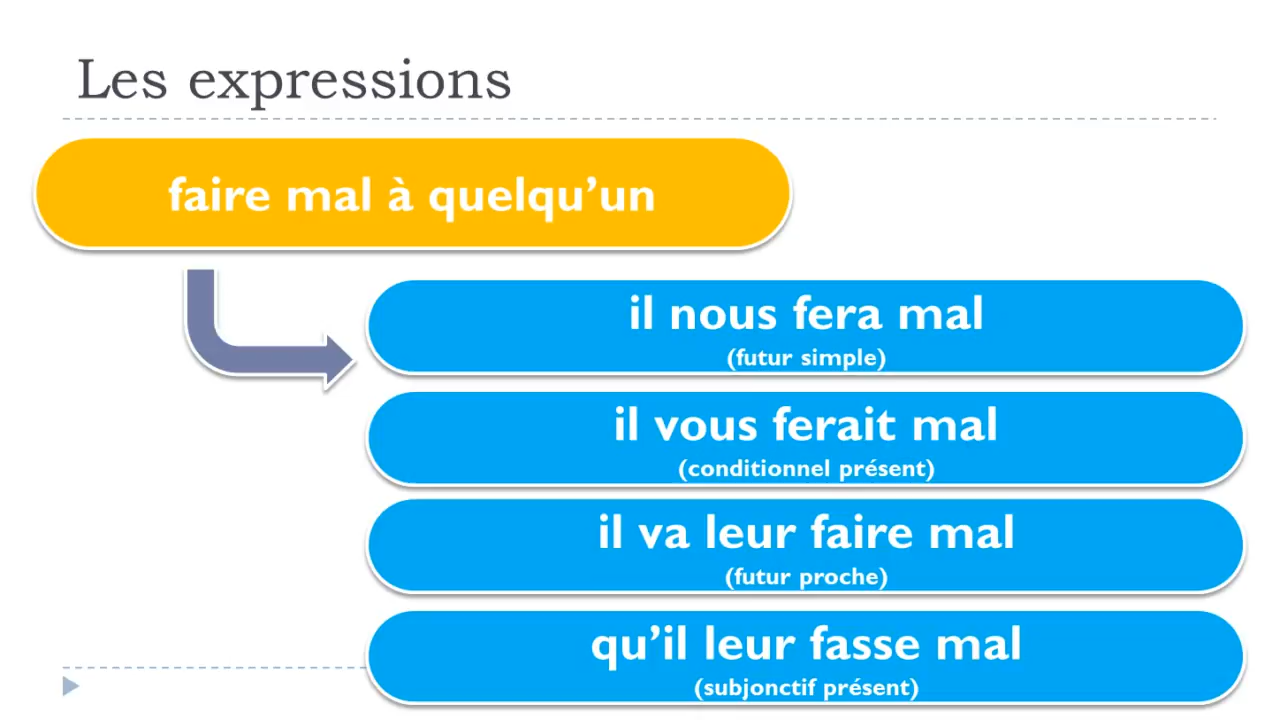 Les expressions
faire mal à quelqu’un
il nous fera mal
(futur simple)
il vous ferait mal
(conditionnel présent)
il va leur faire mal
(futur proche)
qu’il leur fasse mal
(subjonctif présent)